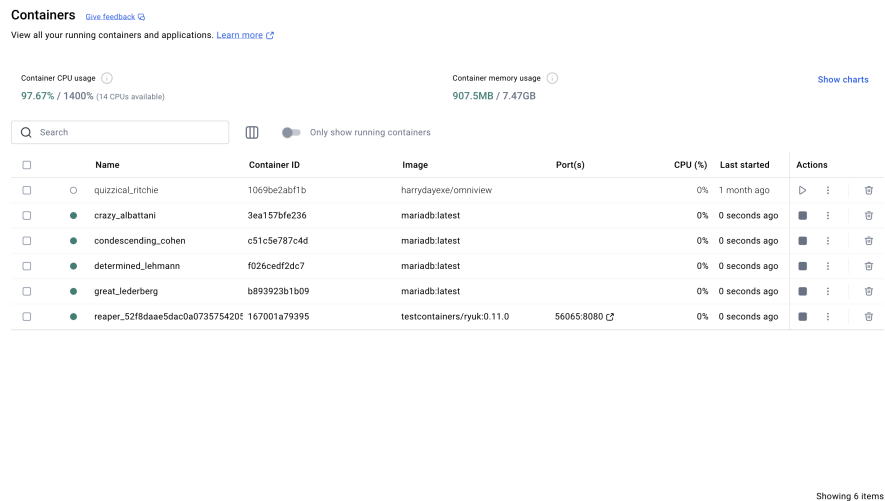 Containers Give feedback
View all your running containers and applications. Learn more
Container CPU usage Container memory usage Show charts
97.67% / 1400% (14 CPUs available) 907.5MB / 7.47GB
Search Only show running containers
Name Container ID Image Port(s) CPU (%) Last started Actions
quizzical_ritchie 1069be2abf1b harrydayexe/omniview 0% 1 month ago
crazy_albattani 3ea157bfe236 mariadb:latest 0% 0 seconds ago
condescending_cohen c51c5e787c4d mariadb:latest 0% 0 seconds ago
determined_lehmann f026cedf2dc7 mariadb:latest 0% 0 seconds ago
great_lederberg b893923b1b09 mariadb:latest 0% 0 seconds ago
reaper_52f8daae5dac0a0735754205 167001a79395 testcontainers/ryuk:0.11.0 56065:8080 0% 0 seconds ago
Showing 6 items